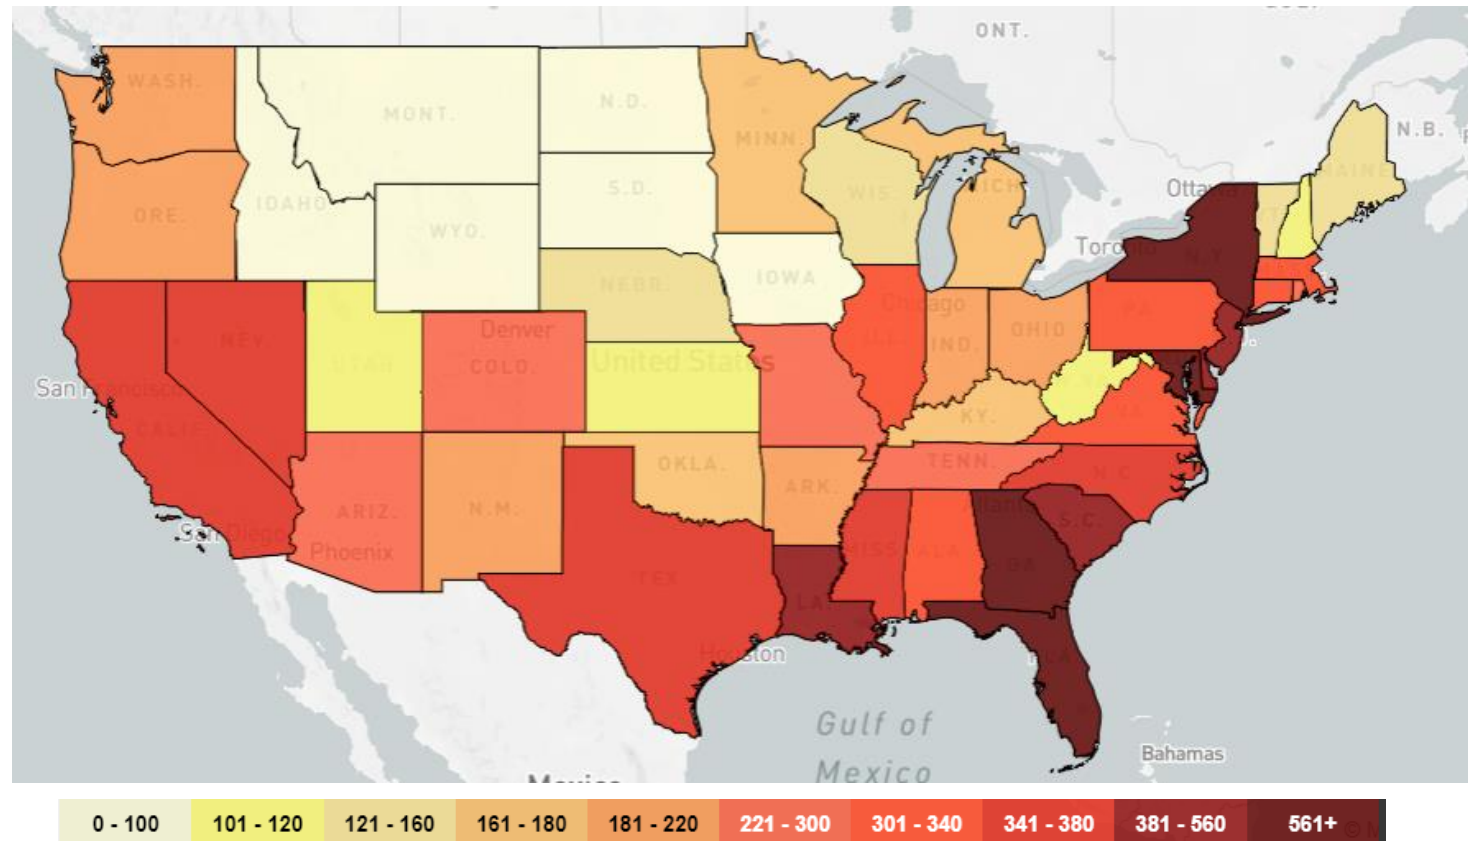 ONT.
WASH.
MONT.
N.D.
MINN.
N.B.
ORE.
IDAHO
WYO.
S.D.
WIS.
MICH
MAINE
Ottawa
VT.
Toronto
N.Y.
IOWA
NEBR.
Chicago
NEV.
UTAH
Denver
COLO.
United States
ILL.
IND.
OHIO
PA.
San Francisco
CALIF.
KY.
W.VA.
VA.
OKLA.
TENN.
N.C.
ARIZ.
N.M.
ARK.
Atlanta
S.C.
San Diego
Phoenix
TEX.
MISS.
ALA.
GA.
LA.
Houston
FLA.
Gulf of
Mexico
Bahamas
Mexico
0 - 100 101 - 120 121 - 160 161 - 180 181 - 220 221 - 300 301 - 340 341 - 380 381 - 560 561+
© M